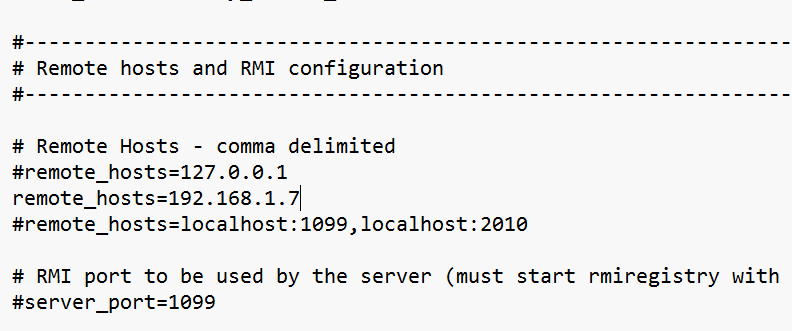 #-----------------------------------------------------------------
# Remote hosts and RMI configuration
#-----------------------------------------------------------------
# Remote Hosts - comma delimited
#remote_hosts=127.0.0.1
remote_hosts=192.168.1.7
#remote_hosts=localhost:1099,localhost:2010
# RMI port to be used by the server (must start rmiregistry with
#server_port=1099